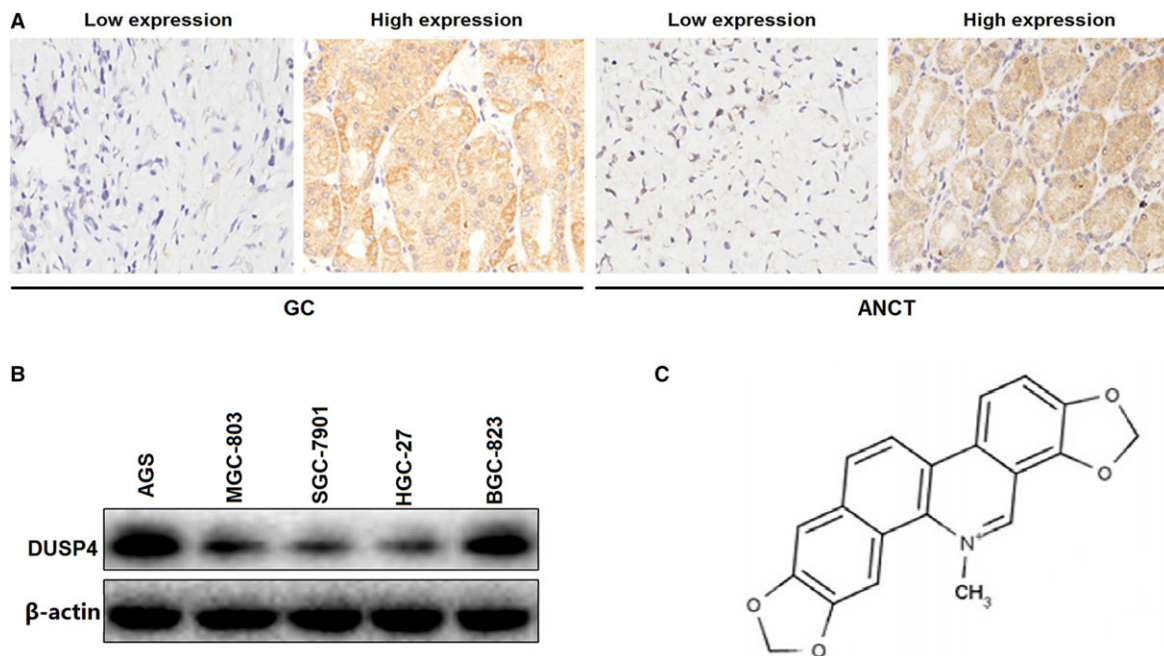 A
Low expression
High expression
Low expression
High expression
GC
ANCT
B
AGS
MGC-803
SGC-7901
HGC-27
BGC-823
DUSP4
β-actin
C
O
O
N+
CH3
O
O